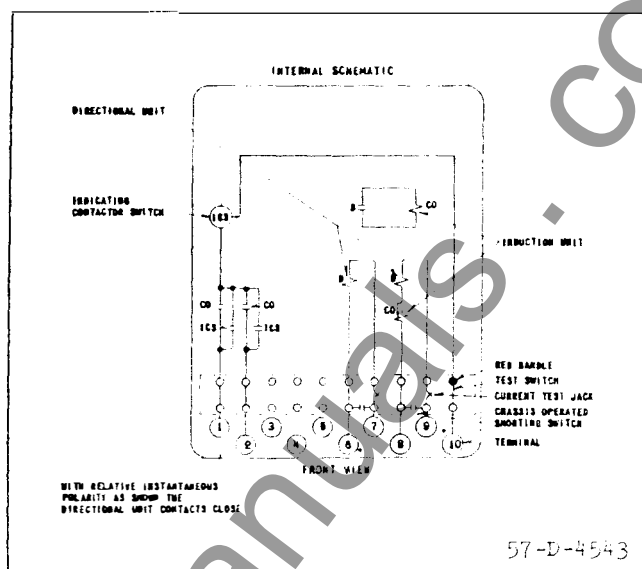 INTERNAL SCHEMATIC
DIRECTIONAL UNIT
INDICATING
CONTACTOR SWITCH
ICS
D
CO
INDUCTION UNIT
D
D
CO
CO
CO
ICS
ICS
RED HANDLE
TEST SWITCH
CURRENT TEST JACK
CHASSIS OPERATED
SHORTING SWITCH
TERMINAL
1
2
3
4
5
6
7
8
9
10
FRONT VIEW
WITH RELATIVE INSTANTANEOUS
POLARITY AS SHOWN THE
DIRECTIONAL UNIT CONTACTS CLOSE
57-D-4543
anuals.co